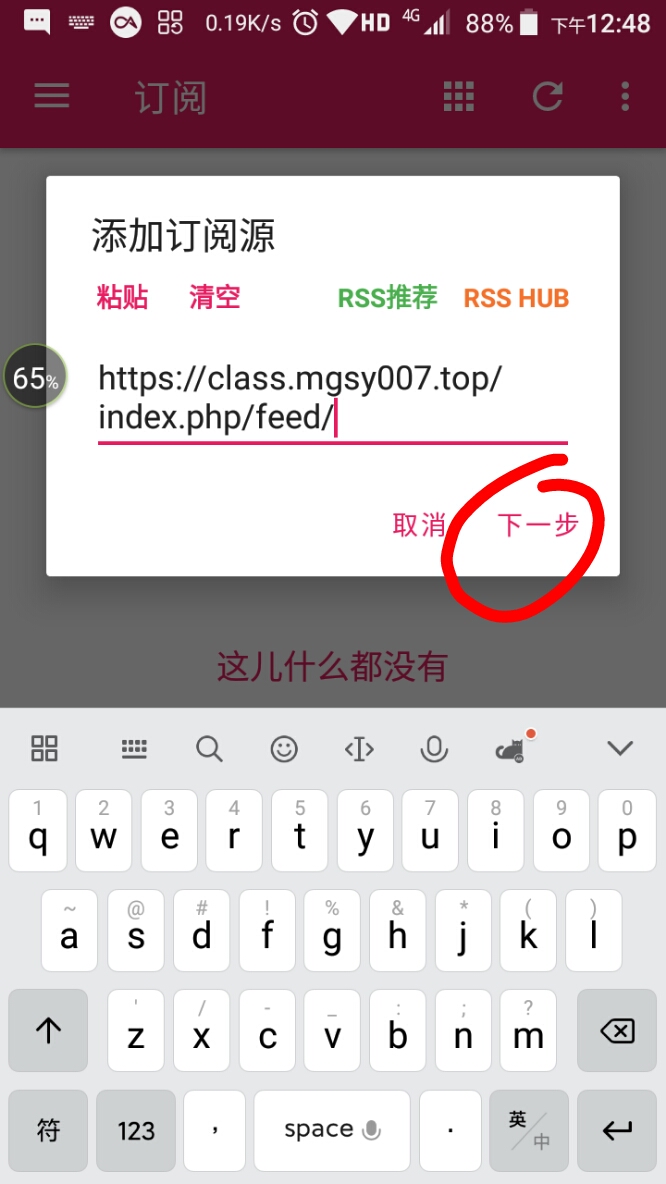 0.19K/s HD 4G 88% 下午12:48
订阅
添加订阅源
粘贴 清空 RSS推荐 RSS HUB
65%
https://class.mgsy007.top/
index.php/feed/
取消 下一步
这儿什么都没有
1 2 3 4 5 6 7 8 9 0
q w e r t y u i o p
~ @ # ! % & * ( )
a s d f g h j k l
' / - _ : ; ?
z x c v b n m
符 123 , space . 英/中